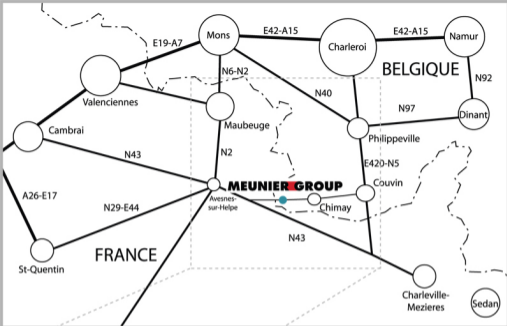 E19-A7
Mons
E42-A15
Charleroi
E42-A15
Namur
BELGIQUE
N6-N2
N40
N92
Valenciennes
Maubeuge
N97
Dinant
Cambrai
Philippeville
N43
N2
E420-N5
MEUNIER GROUP
Couvin
A26-E17
N29-E44
Avesnes-
sur-Helpe
Chimay
N43
FRANCE
St-Quentin
Charleville-
Mezieres
Sedan